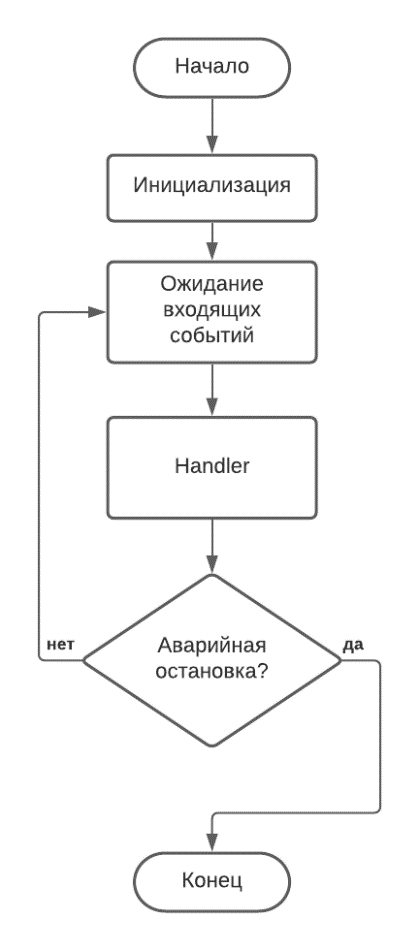 Начало
Инициализация
Ожидание
входящих
событий
Handler
Аварийная
остановка?
нет
да
Конец